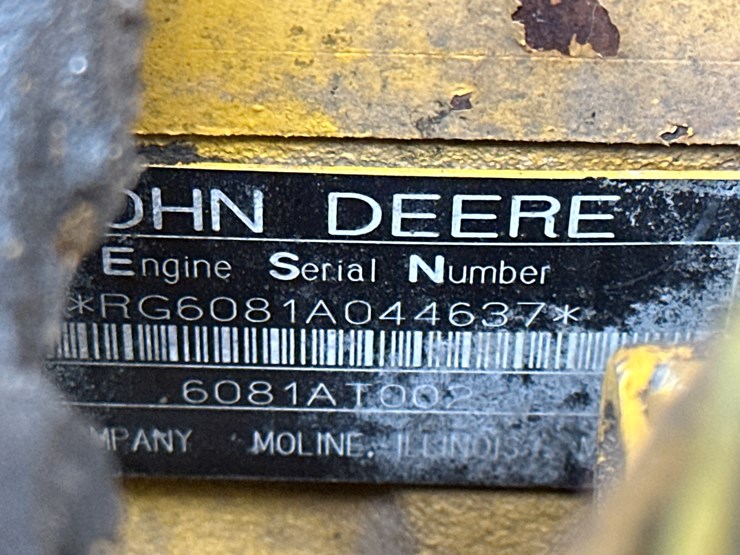 OHN DEERE
Engine Serial Number
*RG6081A044637*
6081AT002
MPANY MOLINE, ILLINOIS